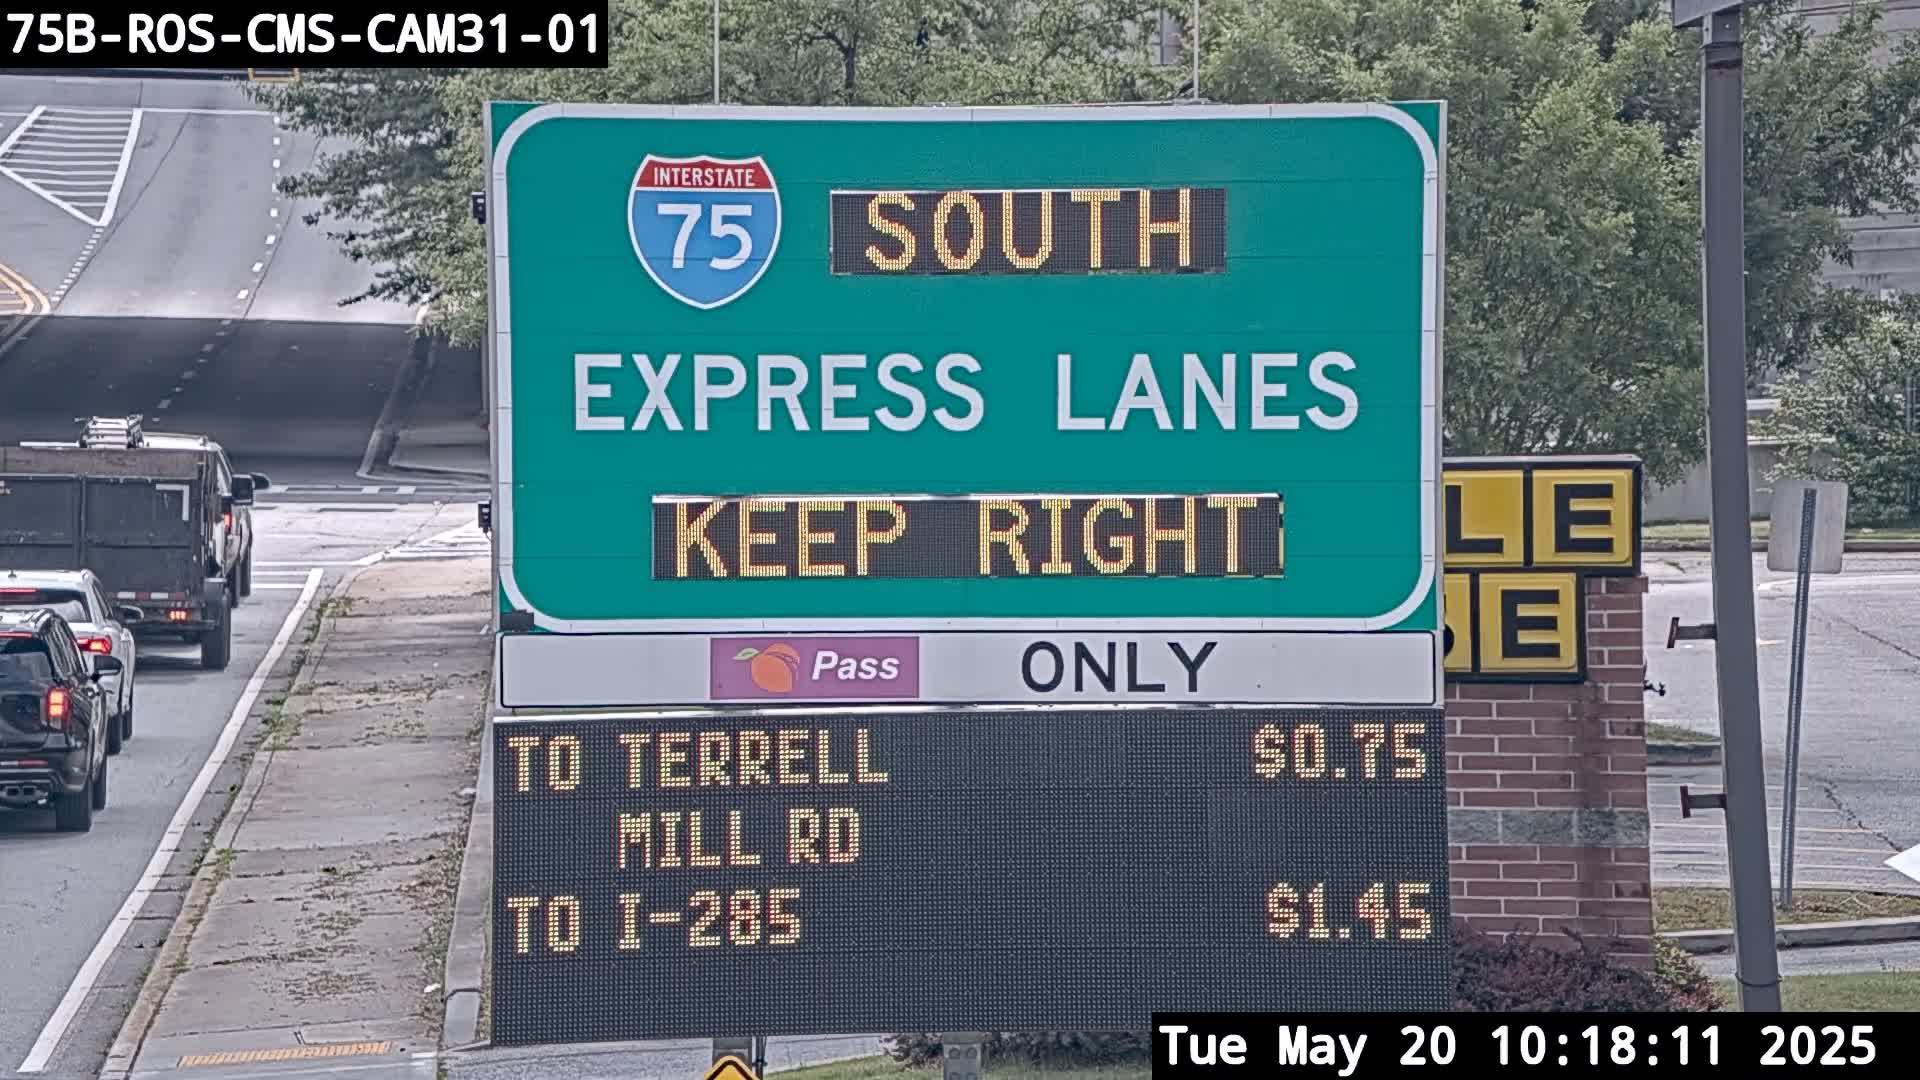 75B-ROS-CMS-CAM31-01
INTERSTATE
75
SOUTH
EXPRESS LANES
KEEP RIGHT
Pass ONLY
TO TERRELL $0.75
MILL RD
TO I-285 $1.45
LE
E
Tue May 20 10:18:11 2025